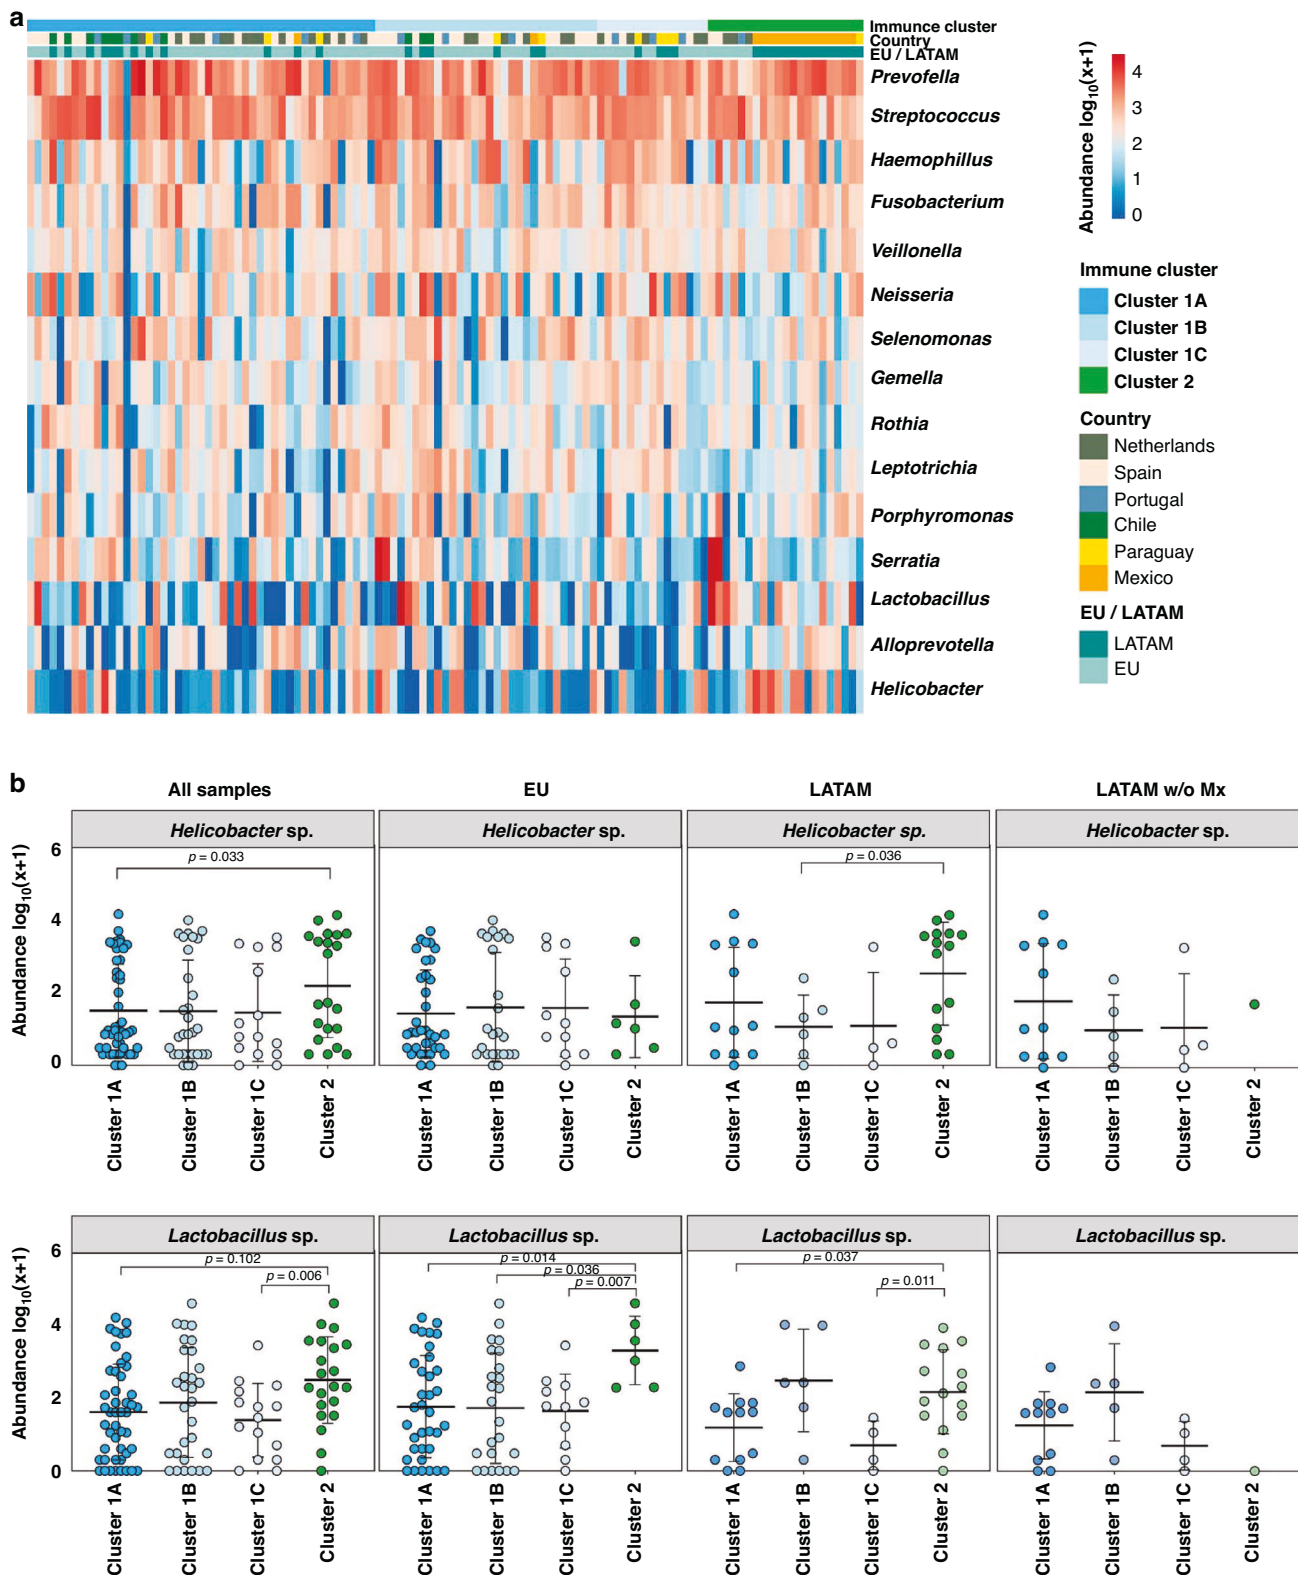 a
Immune cluster
Country
EU / LATAM
Prevofella
Streptococcus
Haemophillus
Fusobacterium
Veillonella
Neisseria
Selenomonas
Gemella
Rothia
Leptotrichia
Porphyromonas
Serratia
Lactobacillus
Alloprevotella
Helicobacter
Abundance log10(x+1)
4
3
2
1
0
Immune cluster
Cluster 1A
Cluster 1B
Cluster 1C
Cluster 2
Country
Netherlands
Spain
Portugal
Chile
Paraguay
Mexico
EU / LATAM
LATAM
EU
b
All samples EU LATAM LATAM w/o Mx
Helicobacter sp. Helicobacter sp. Helicobacter sp. Helicobacter sp.
Abundance log10(x+1)
6
4
2
0
p = 0.033
p = 0.036
Cluster 1A Cluster 1B Cluster 1C Cluster 2 Cluster 1A Cluster 1B Cluster 1C Cluster 2 Cluster 1A Cluster 1B Cluster 1C Cluster 2 Cluster 1A Cluster 1B Cluster 1C Cluster 2
Lactobacillus sp. Lactobacillus sp. Lactobacillus sp. Lactobacillus sp.
Abundance log10(x+1)
6
4
2
0
p = 0.102
p = 0.006
p = 0.014
p = 0.036
p = 0.007
p = 0.037
p = 0.011
Cluster 1A Cluster 1B Cluster 1C Cluster 2 Cluster 1A Cluster 1B Cluster 1C Cluster 2 Cluster 1A Cluster 1B Cluster 1C Cluster 2 Cluster 1A Cluster 1B Cluster 1C Cluster 2